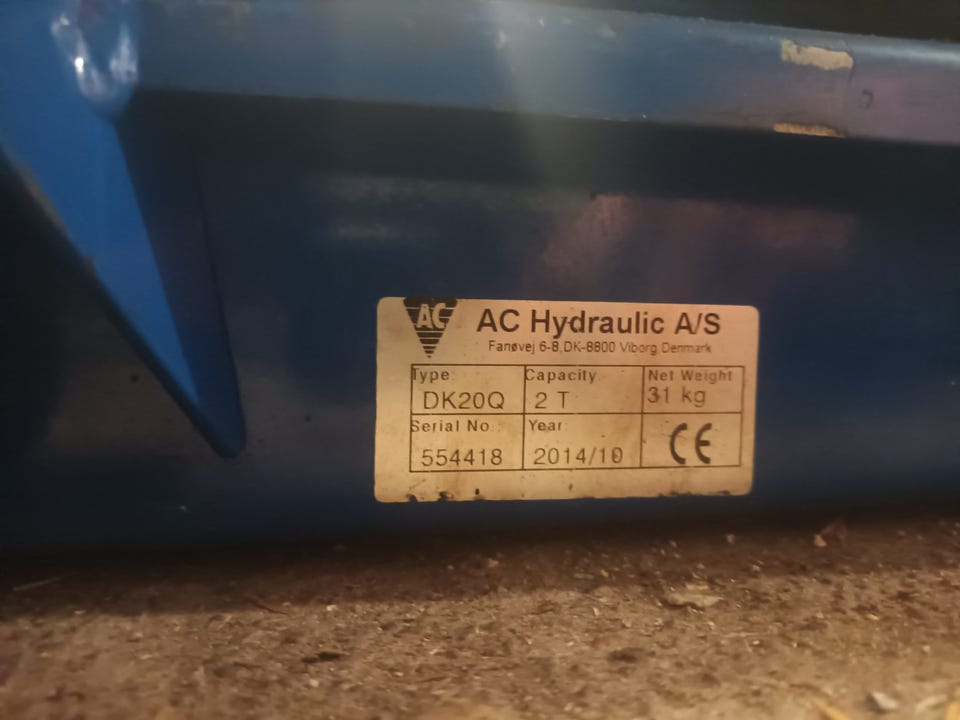 AC
AC Hydraulic A/S
Fanøvej 6-8, DK-8800 Viborg, Denmark
Type: Capacity: Net Weight
DK20Q 2 T 31 kg
Serial No.: Year:
554418 2014/10 CE